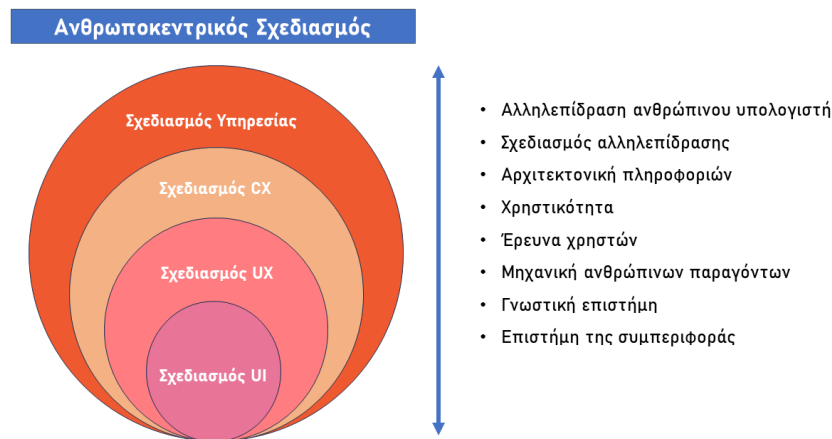 Ανθρωποκεντρικός Σχεδιασμός
Σχεδιασμός Υπηρεσίας
Σχεδιασμός CX
Σχεδιασμός UX
Σχεδιασμός UI
• Αλληλεπίδραση ανθρώπινου υπολογιστή
• Σχεδιασμός αλληλεπίδρασης
• Αρχιτεκτονική πληροφοριών
• Χρηστικότητα
• Έρευνα χρηστών
• Μηχανική ανθρώπινων παραγόντων
• Γνωστική επιστήμη
• Επιστήμη της συμπεριφοράς